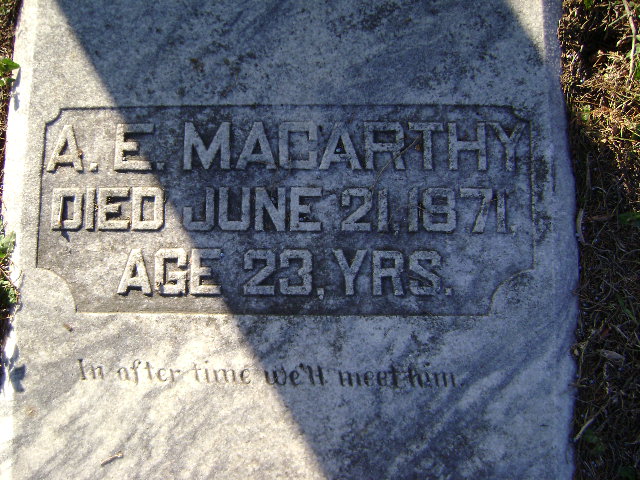 A. E. MACARTHY
DIED JUNE 21, 1871.
AGE 23, YRS.
In after time we'll meet him.